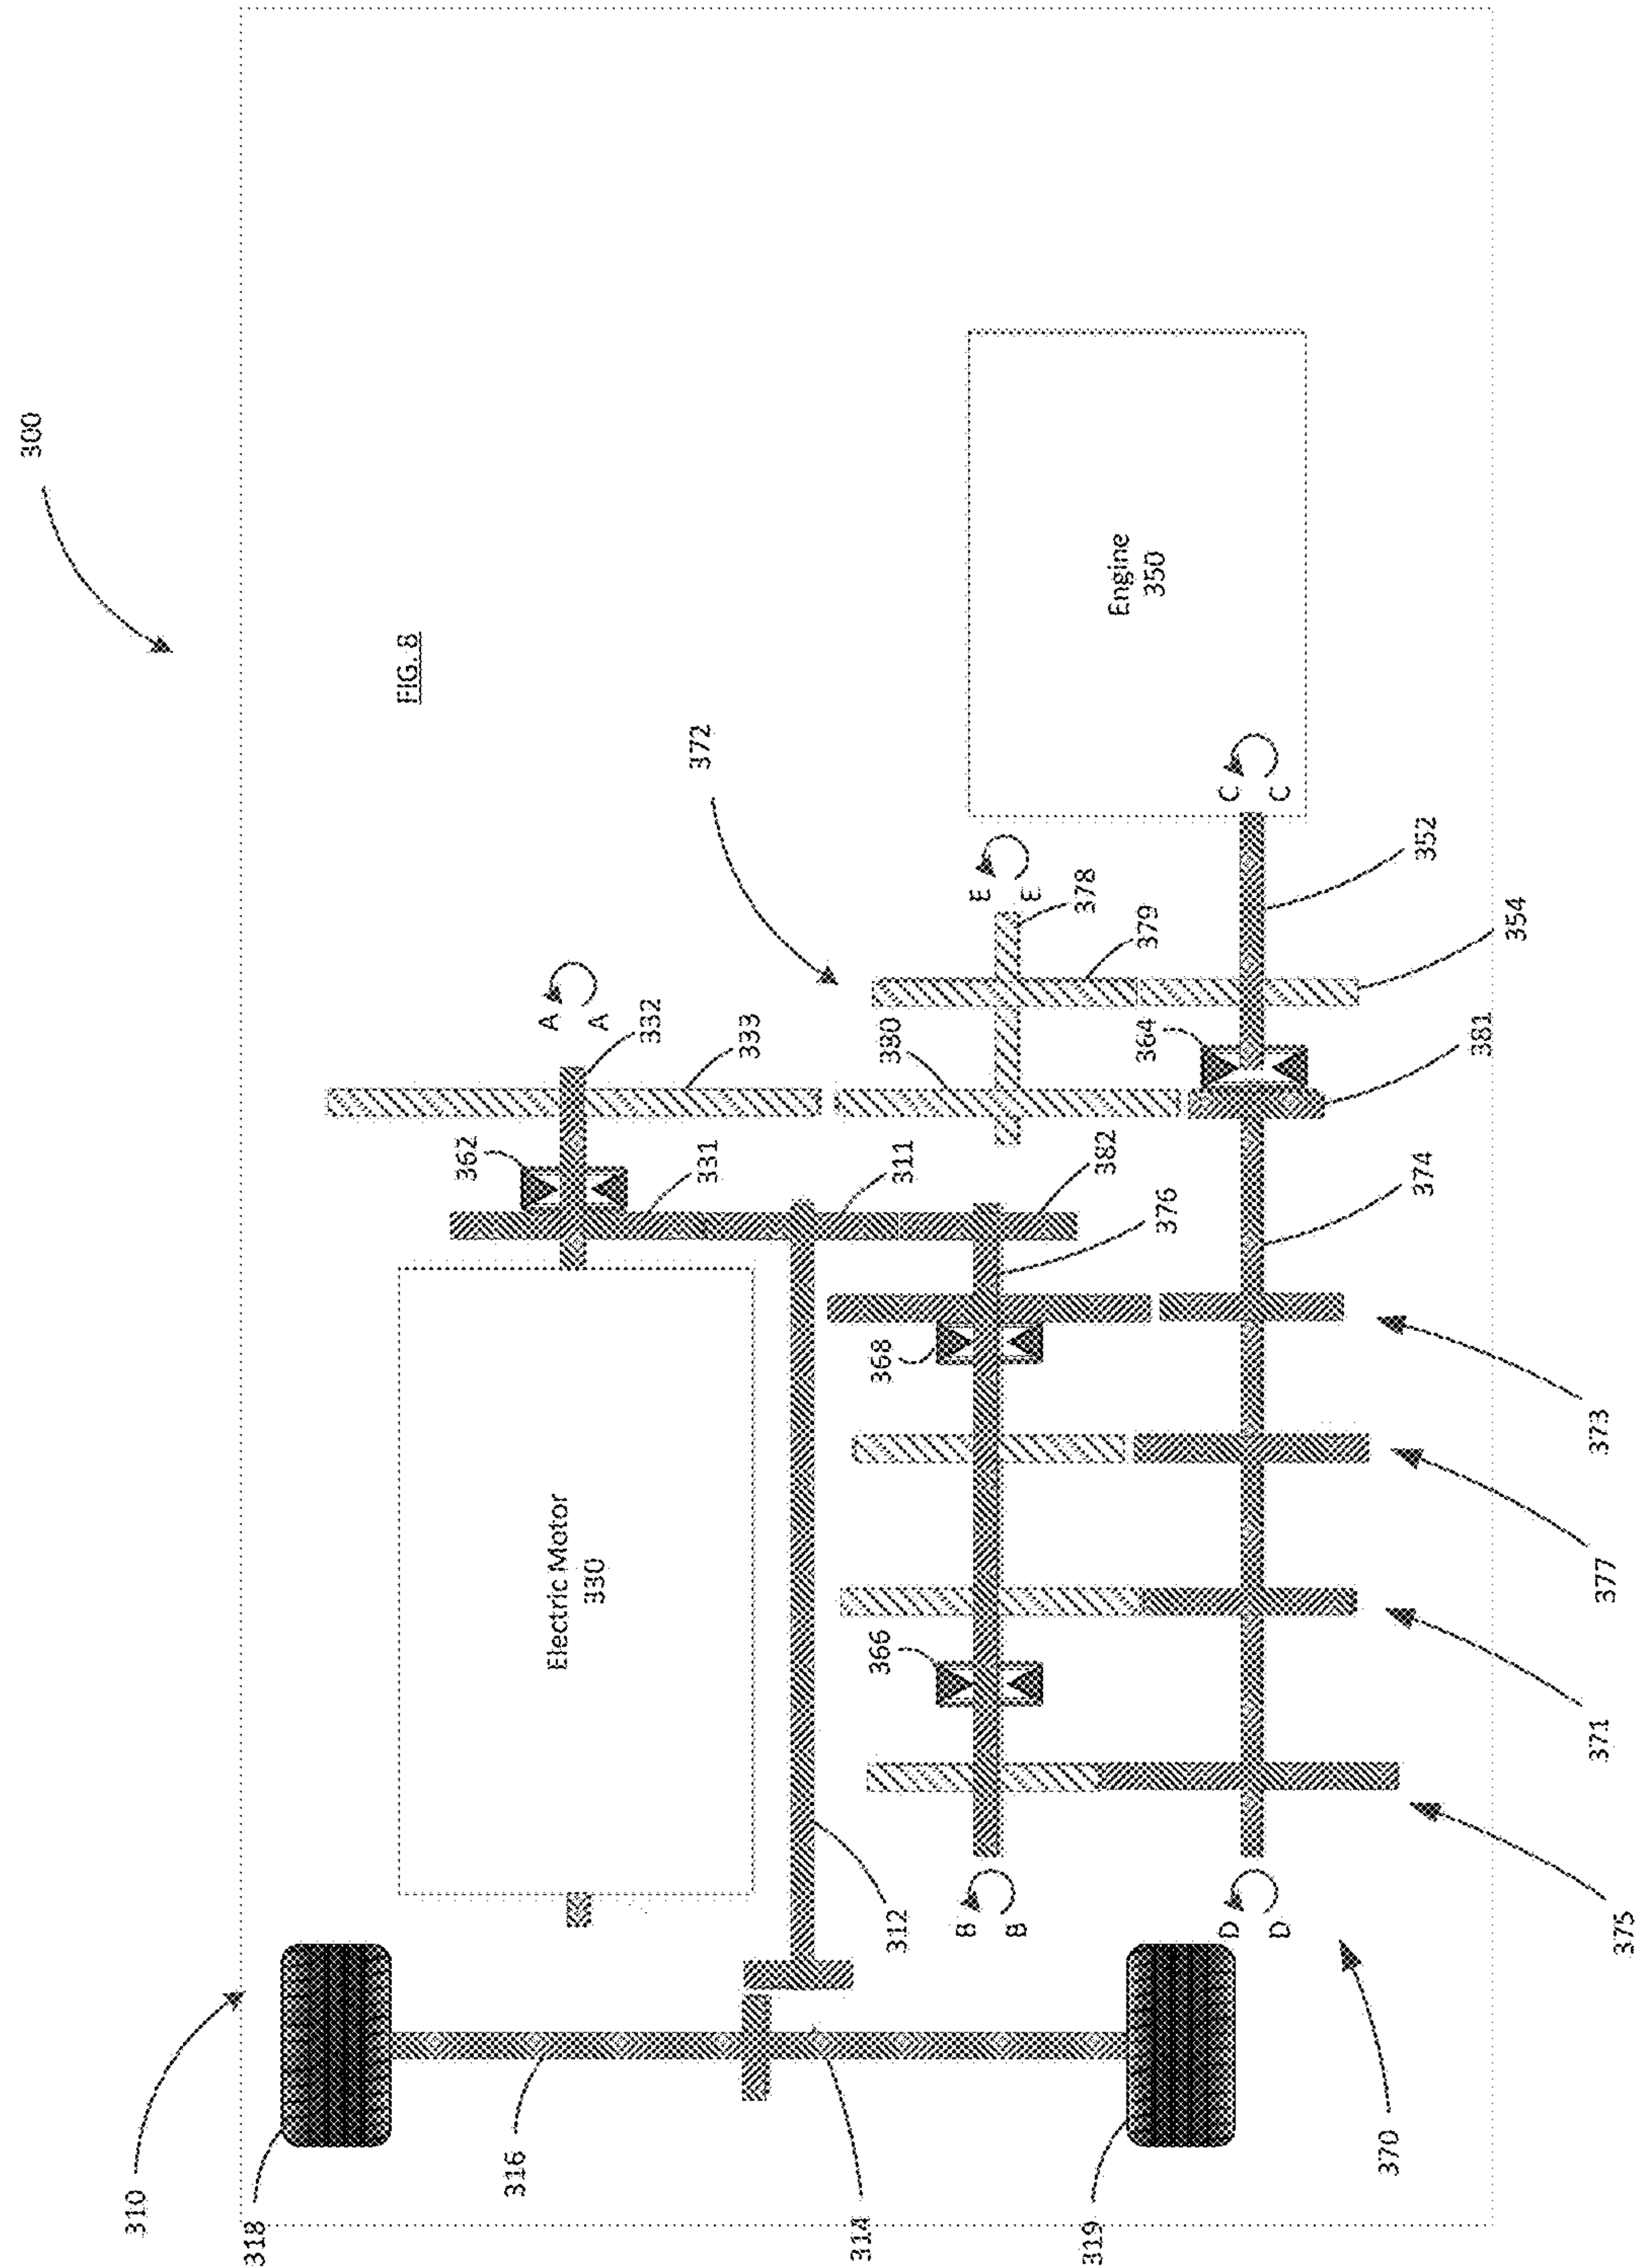 300
FIG. 8
Engine
350
372
C
C
352
E
E
378
379
354
A
A
332
333
380
364
381
362
331
311
382
376
374
368
373
377
Electric Motor
330
366
371
375
312
B
B
D
D
370
310
318
316
314
319